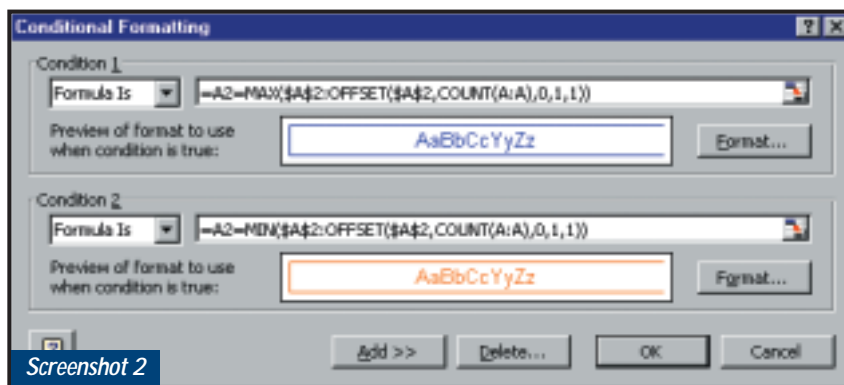 Conditional Formatting
Condition 1
Formula Is
=A2=MAX($A$2:OFFSET($A$2,COUNT(A:A),0,1,1))
Preview of format to use
when condition is true:
AaBbCcYyZz
Format...
Condition 2
Formula Is
=A2=MIN($A$2:OFFSET($A$2,COUNT(A:A),0,1,1))
Preview of format to use
when condition is true:
AaBbCcYyZz
Format...
Add >>
Delete...
OK
Cancel
Screenshot 2